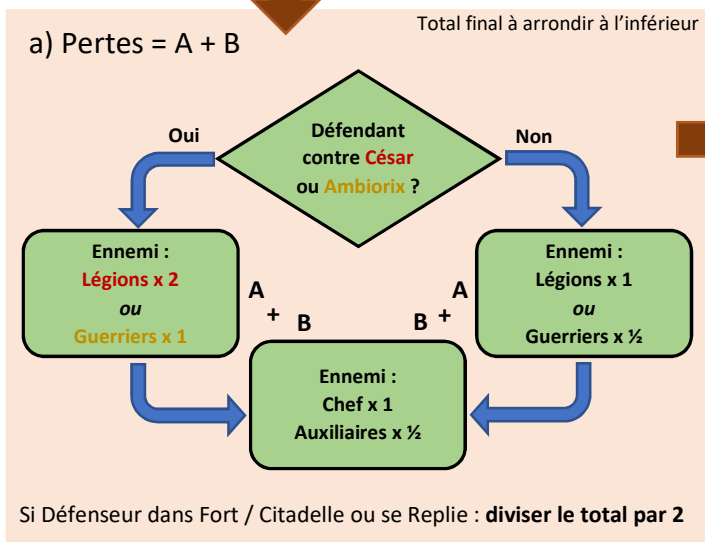 Total final à arrondir à l'inférieur
a) Pertes = A + B
Oui
Défendant
contre César
ou Ambiorix ?
Non
Ennemi :
Légions x 2
ou
Guerriers x 1
A
+ B
Ennemi :
Légions x 1
ou
Guerriers x ½
A
B +
Ennemi :
Chef x 1
Auxiliaires x ½
Si Défenseur dans Fort / Citadelle ou se Replie : diviser le total par 2